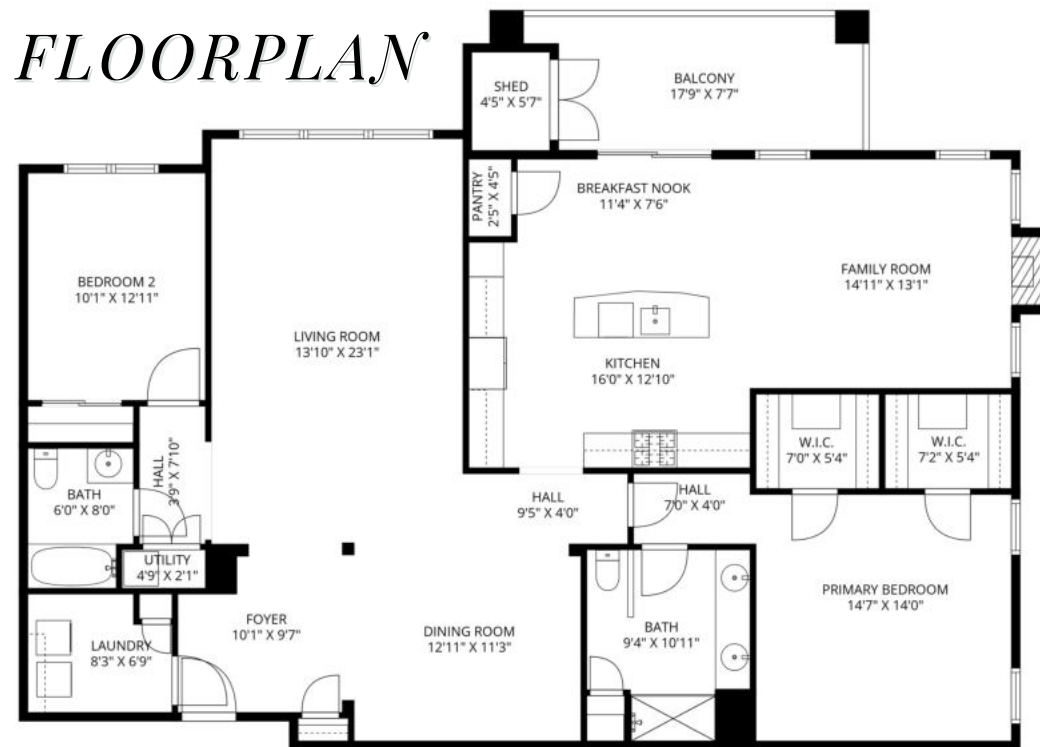 FLOORPLAN
SHED
4'5" X 5'7"
BALCONY
17'9" X 7'7"
PANTRY
2'5" X 4'5"
BREAKFAST NOOK
11'4" X 7'6"
BEDROOM 2
10'1" X 12'11"
FAMILY ROOM
14'11" X 13'1"
LIVING ROOM
13'10" X 23'1"
KITCHEN
16'0" X 12'10"
HALL
3'9" X 7'10"
W.I.C.
7'0" X 5'4"
W.I.C.
7'2" X 5'4"
BATH
6'0" X 8'0"
HALL
9'5" X 4'0"
HALL
7'0" X 4'0"
UTILITY
4'9" X 2'1"
PRIMARY BEDROOM
14'7" X 14'0"
FOYER
10'1" X 9'7"
DINING ROOM
12'11" X 11'3"
BATH
9'4" X 10'11"
LAUNDRY
8'3" X 6'9"